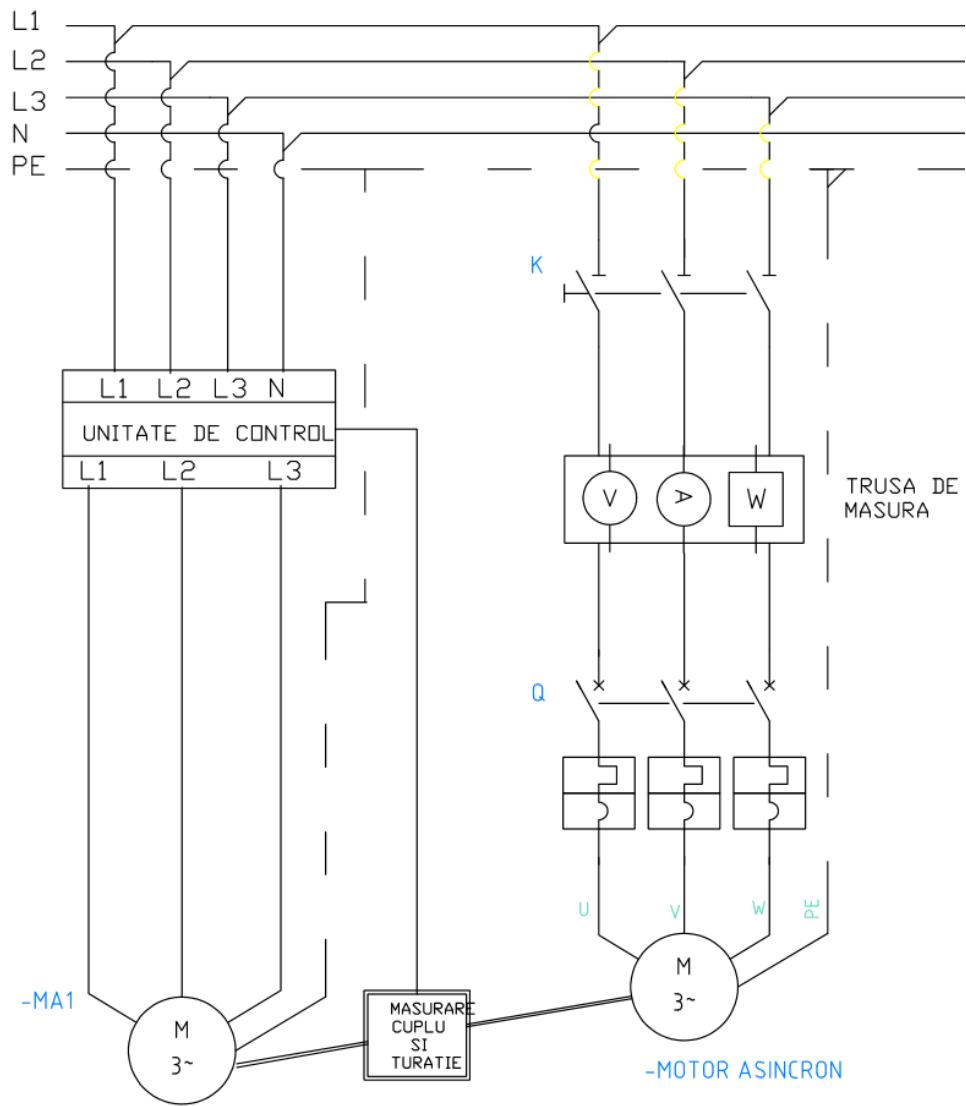 L1
L2
L3
N
PE
K
L1 L2 L3 N
UNITATE DE CONTROL
L1 L2 L3
V A W
TRUSA DE
MASURA
Q
U V W PE
M
3~
-MA1
M
3~
MASURARE
CUPLU
SI
TURATIE
-MOTOR ASINCRON